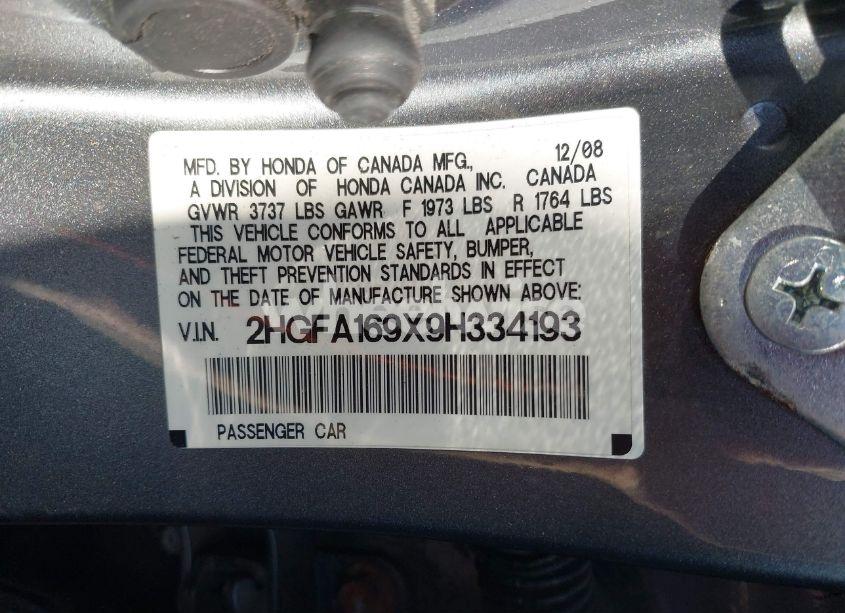 MFD. BY HONDA OF CANADA MFG., 12/08
A DIVISION OF HONDA CANADA INC. CANADA
GVWR 3737 LBS GAWR F 1973 LBS R 1764 LBS
THIS VEHICLE CONFORMS TO ALL APPLICABLE
FEDERAL MOTOR VEHICLE SAFETY, BUMPER,
AND THEFT PREVENTION STANDARDS IN EFFECT
ON THE DATE OF MANUFACTURE SHOWN ABOVE:
V.I.N. 2HGFA169X9H334193
PASSENGER CAR